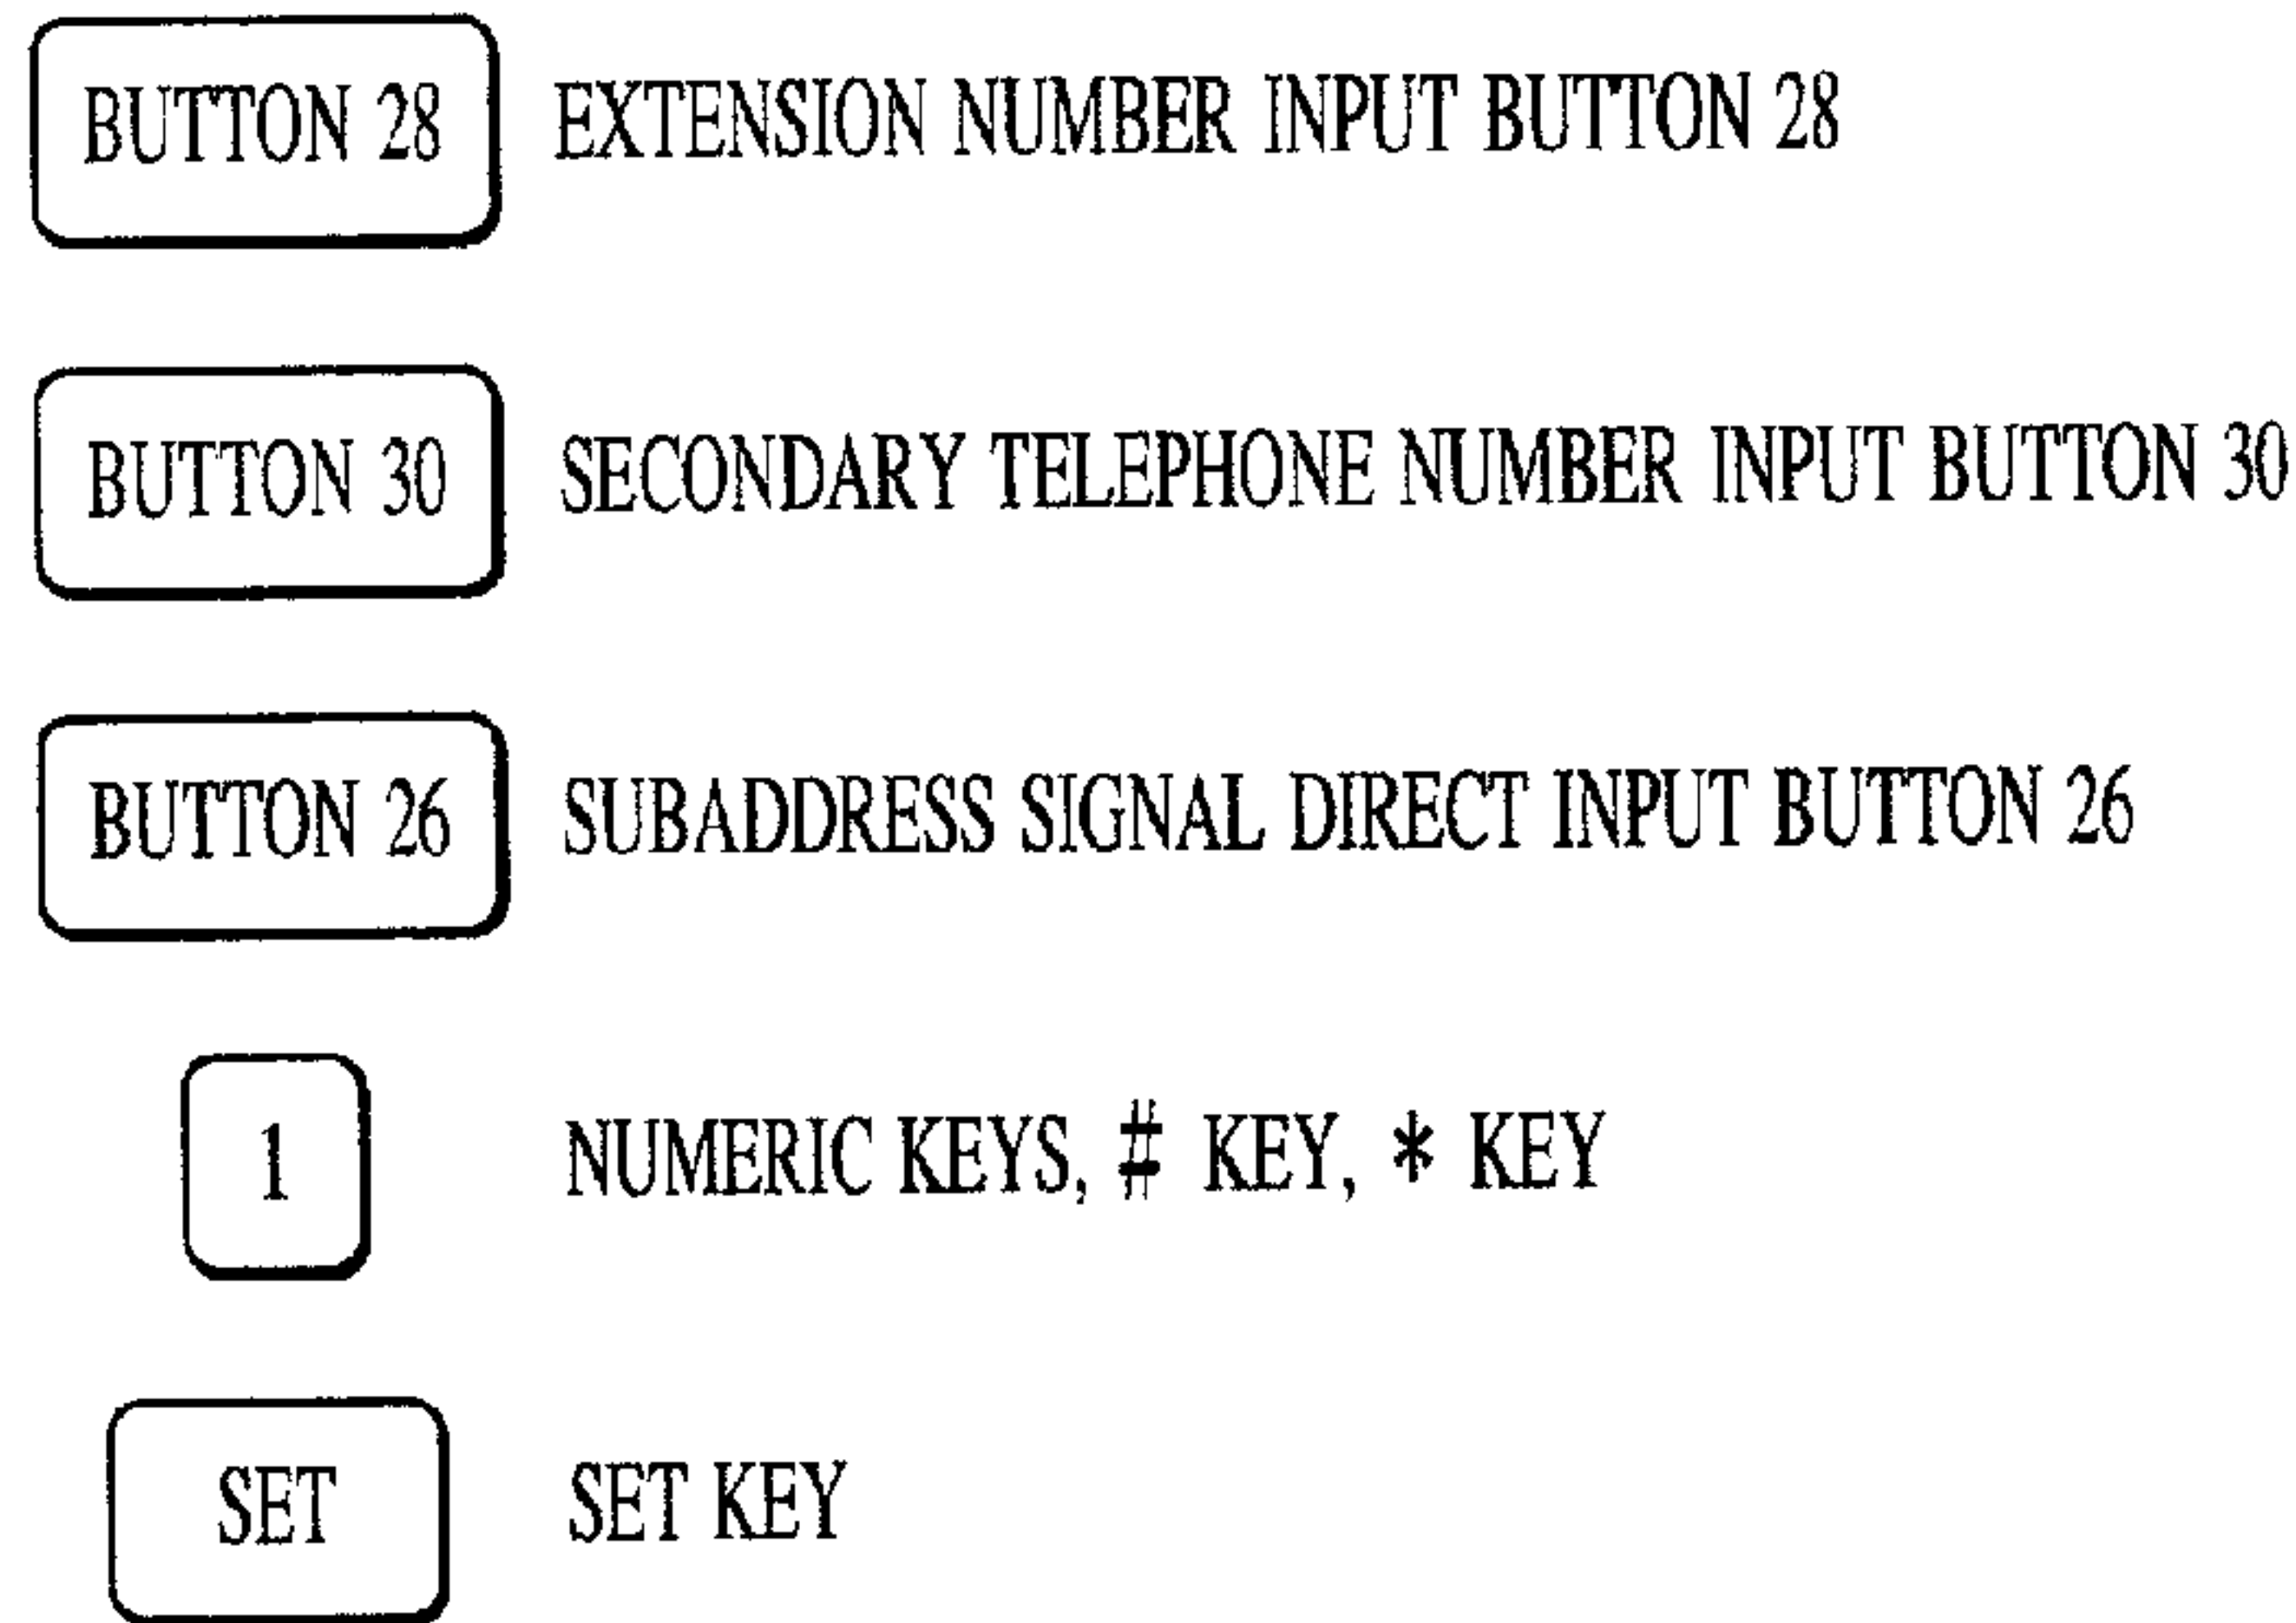 BUTTON 28 EXTENSION NUMBER INPUT BUTTON 28
BUTTON 30 SECONDARY TELEPHONE NUMBER INPUT BUTTON 30
BUTTON 26 SUBADDRESS SIGNAL DIRECT INPUT BUTTON 26
1 NUMERIC KEYS, # KEY, * KEY
SET SET KEY